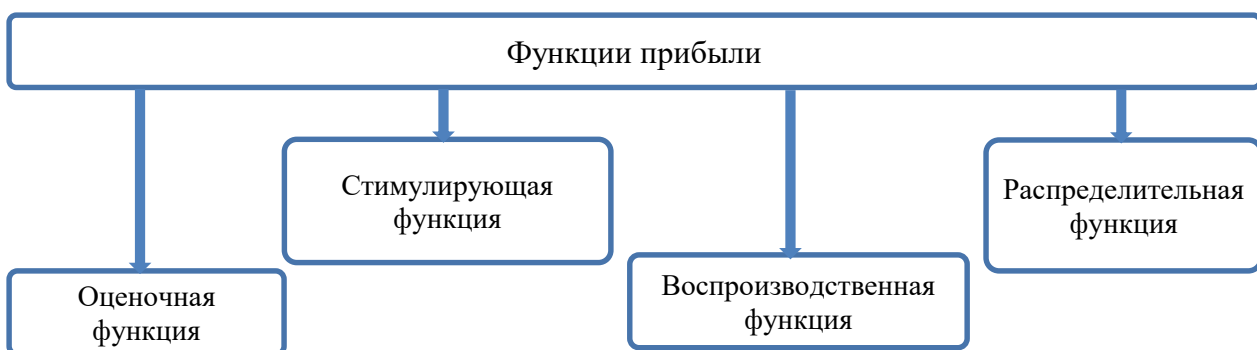 Функции прибыли
Стимулирующая
функция
Распределительная
функция
Оценочная
функция
Воспроизводственная
функция